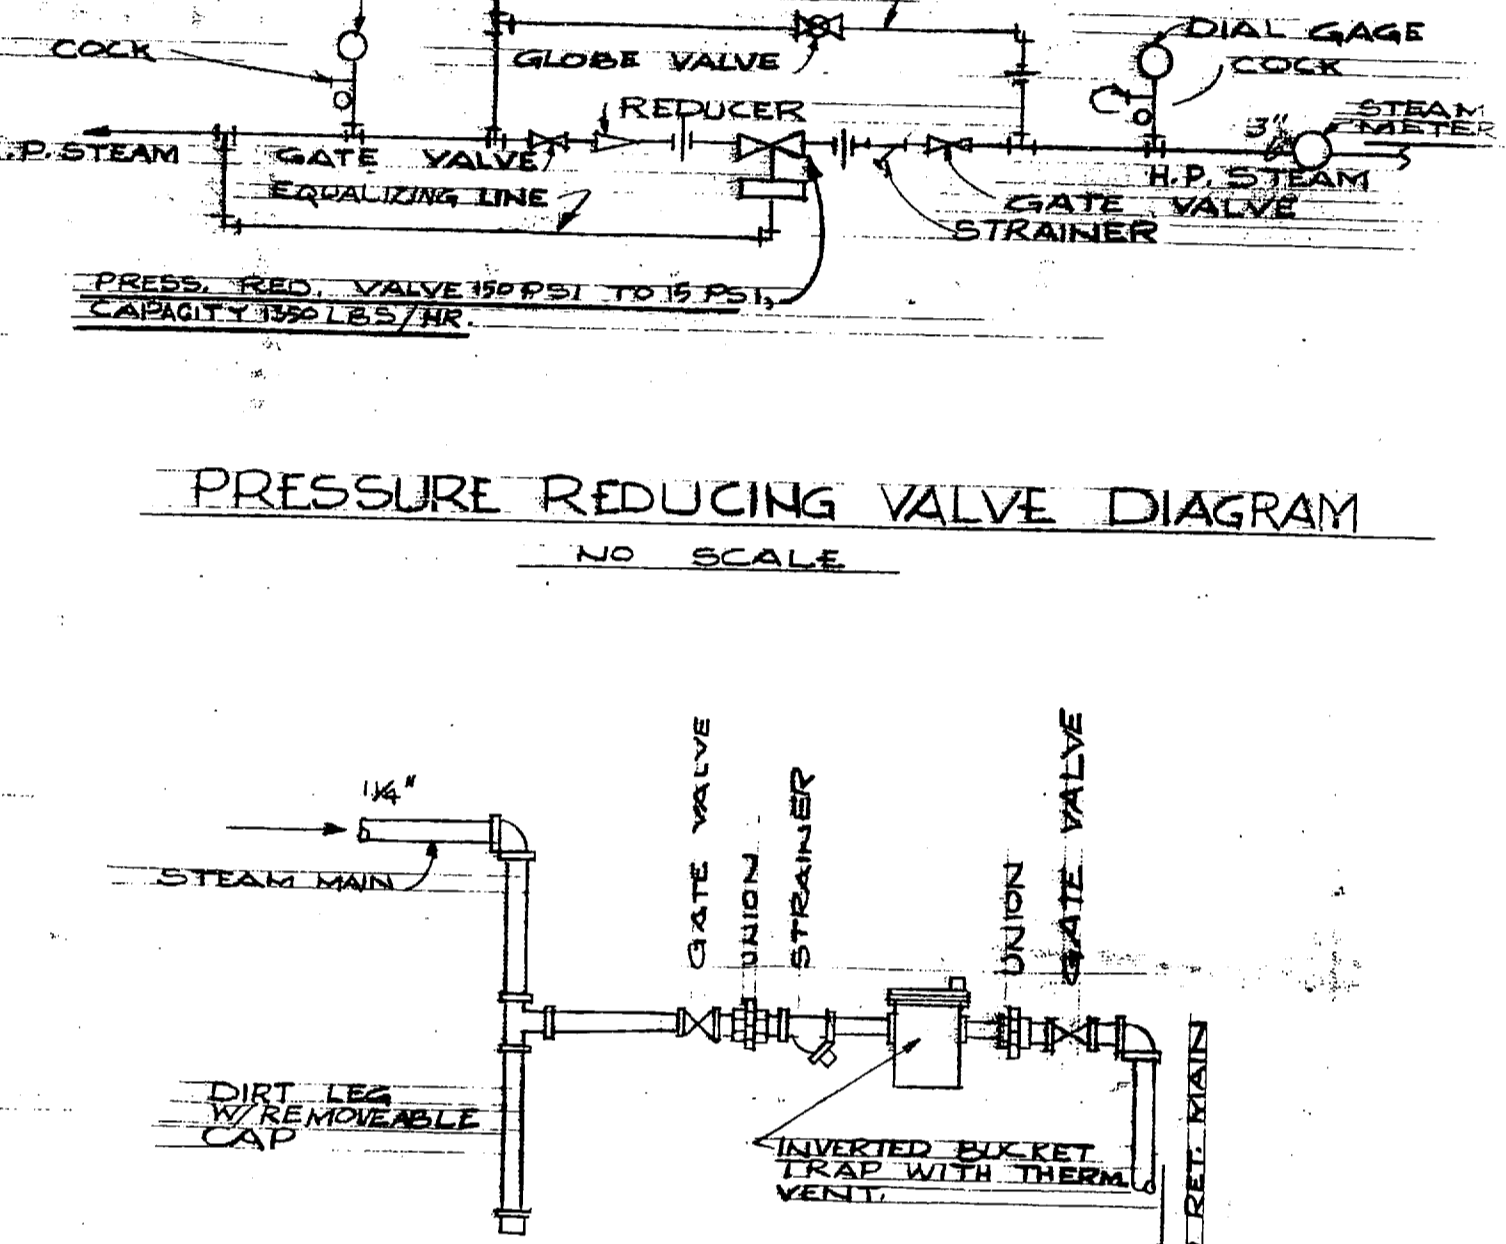 COCK
GLOBE VALVE
DIAL GAGE
COCK
REDUCER
STEAM
METER
3"
.P. STEAM
GATE VALVE
H.P. STEAM
EQUALIZING LINE
GATE VALVE
STRAINER
PRESS. RED. VALVE 150 PSI TO 15 PSI,
CAPACITY 1350 LBS/HR.
PRESSURE REDUCING VALVE DIAGRAM
NO SCALE
1¼"
STEAM MAIN
GATE VALVE
UNION
STRAINER
UNION
GATE VALVE
DIRT LEG
W/REMOVEABLE
CAP
INVERTED BUCKET
TRAP WITH THERM.
VENT.
RET. MAIN